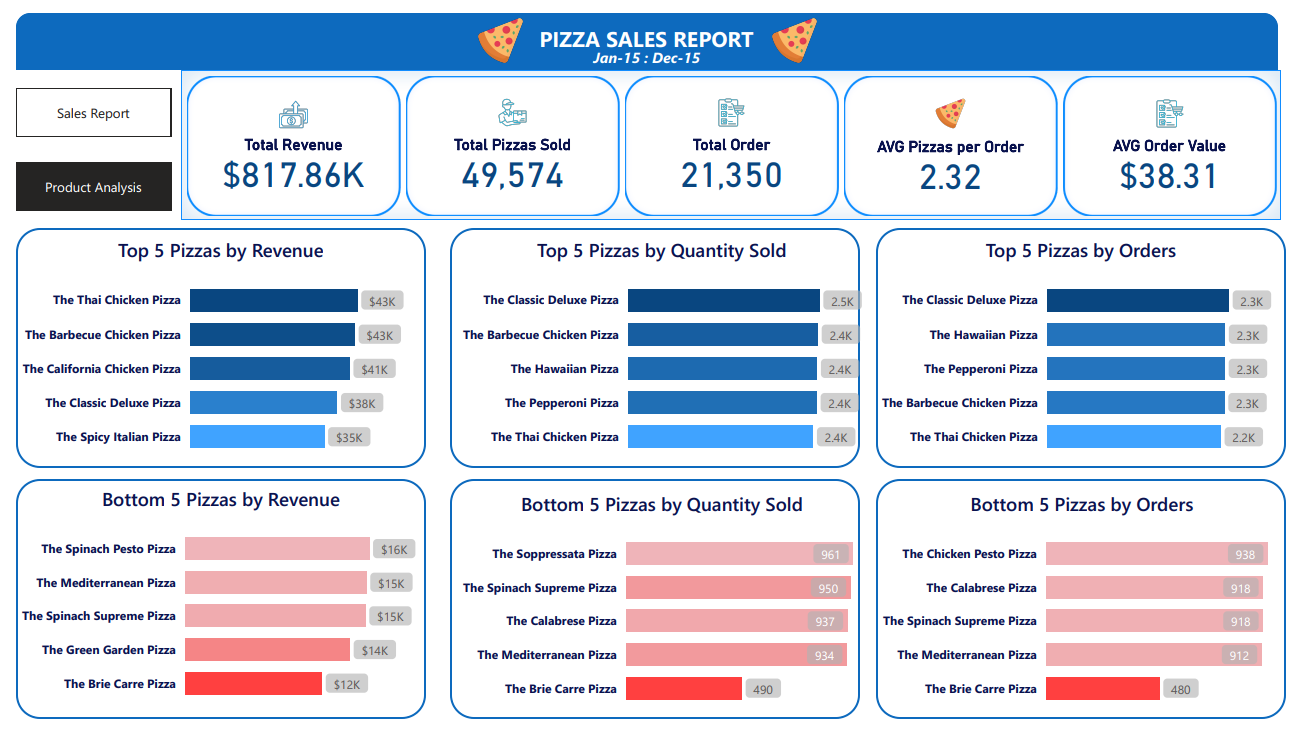 PIZZA SALES REPORT
Jan-15 : Dec-15
Sales Report
Product Analysis
Total Revenue
$817.86K
Total Pizzas Sold
49,574
Total Order
21,350
AVG Pizzas per Order
2.32
AVG Order Value
$38.31
Top 5 Pizzas by Revenue
The Thai Chicken Pizza $43K
The Barbecue Chicken Pizza $43K
The California Chicken Pizza $41K
The Classic Deluxe Pizza $38K
The Spicy Italian Pizza $35K
Top 5 Pizzas by Quantity Sold
The Classic Deluxe Pizza 2.5K
The Barbecue Chicken Pizza 2.4K
The Hawaiian Pizza 2.4K
The Pepperoni Pizza 2.4K
The Thai Chicken Pizza 2.4K
Top 5 Pizzas by Orders
The Classic Deluxe Pizza 2.3K
The Hawaiian Pizza 2.3K
The Pepperoni Pizza 2.3K
The Barbecue Chicken Pizza 2.3K
The Thai Chicken Pizza 2.2K
Bottom 5 Pizzas by Revenue
The Spinach Pesto Pizza $16K
The Mediterranean Pizza $15K
The Spinach Supreme Pizza $15K
The Green Garden Pizza $14K
The Brie Carre Pizza $12K
Bottom 5 Pizzas by Quantity Sold
The Soppressata Pizza 961
The Spinach Supreme Pizza 950
The Calabrese Pizza 937
The Mediterranean Pizza 934
The Brie Carre Pizza 490
Bottom 5 Pizzas by Orders
The Chicken Pesto Pizza 938
The Calabrese Pizza 918
The Spinach Supreme Pizza 918
The Mediterranean Pizza 912
The Brie Carre Pizza 480